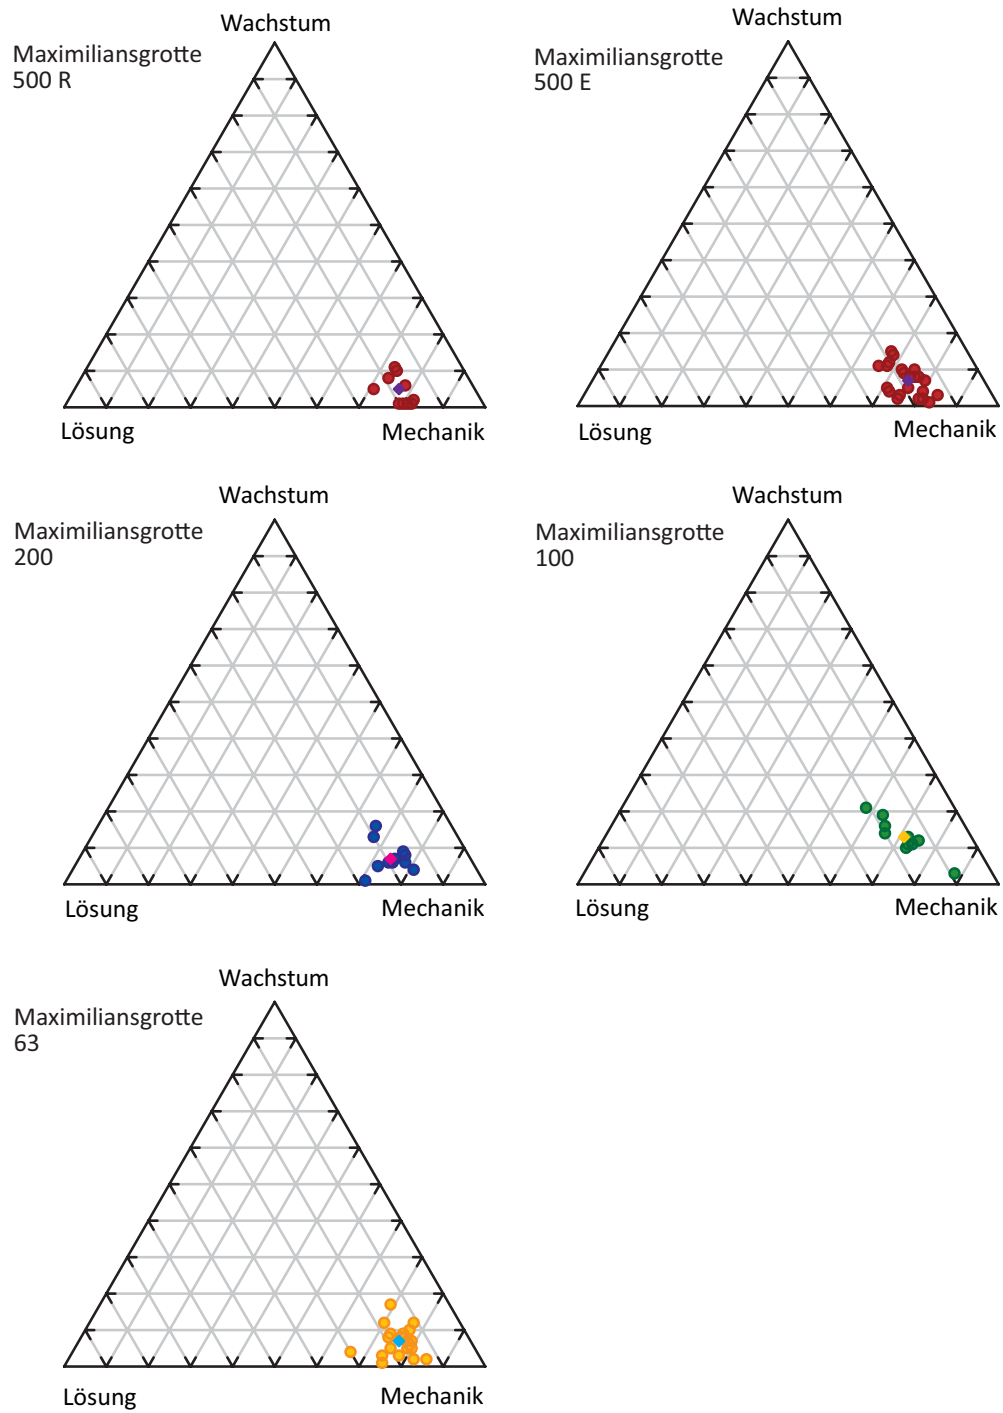 Wachstum
Maximiliansgrotte
500 R
Lösung
Mechanik
Wachstum
Maximiliansgrotte
500 E
Lösung
Mechanik
Wachstum
Maximiliansgrotte
200
Lösung
Mechanik
Wachstum
Maximiliansgrotte
100
Lösung
Mechanik
Wachstum
Maximiliansgrotte
63
Lösung
Mechanik